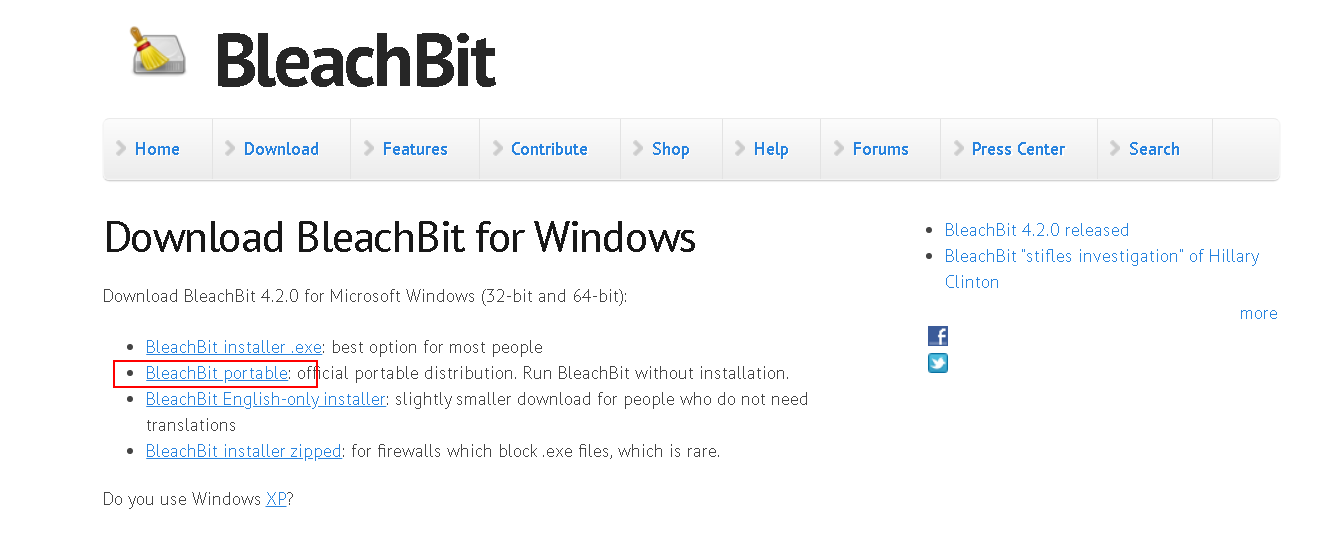 BleachBit
Home Download Features Contribute Shop Help Forums Press Center Search
Download BleachBit for Windows
Download BleachBit 4.2.0 for Microsoft Windows (32-bit and 64-bit):
BleachBit installer .exe: best option for most people
BleachBit portable: official portable distribution. Run BleachBit without installation.
BleachBit English-only installer: slightly smaller download for people who do not need
translations
BleachBit installer zipped: for firewalls which block .exe files, which is rare.
Do you use Windows XP?
BleachBit 4.2.0 released
BleachBit "stifles investigation" of Hillary
Clinton
more